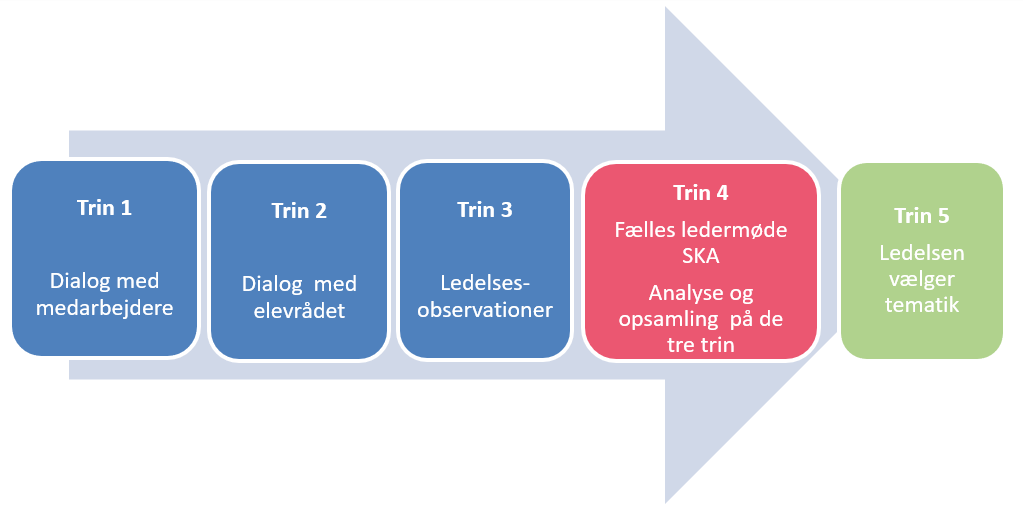 Trin 1
Dialog med
medarbejdere
Trin 2
Dialog  med
elevrådet
Trin 3
Ledelses-
observationer
Trin 4
Fælles ledermøde
SKA
Analyse og
opsamling  på de
tre trin
Trin 5
Ledelsen
vælger
tematik